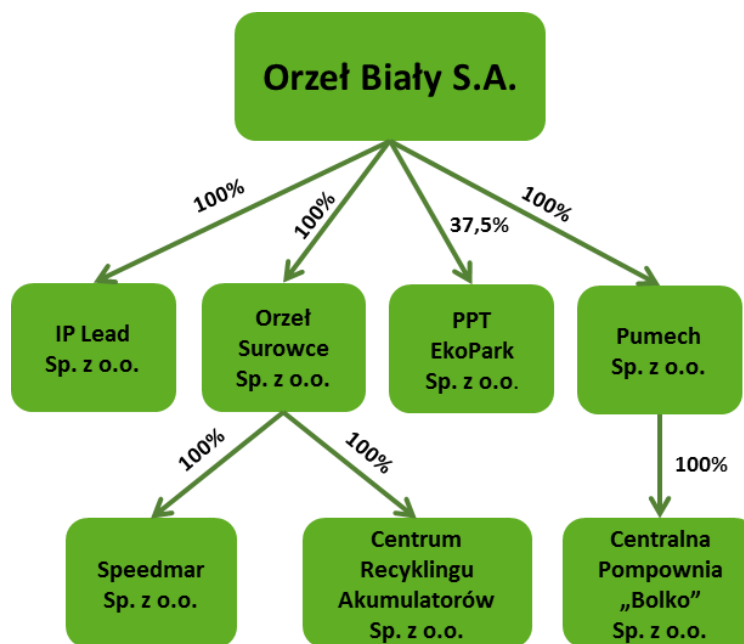 Orzeł Biały S.A.
100%
100%
37,5%
100%
IP Lead
Sp. z o.o.
Orzeł
Surowce
Sp. z o.o.
PPT
EkoPark
Sp. z o.o.
Pumech
Sp. z o.o.
100%
100%
100%
Speedmar
Sp. z o.o.
Centrum
Recyklingu
Akumulatorów
Sp. z o.o.
Centralna
Pompownia
„Bolko”
Sp. z o.o.